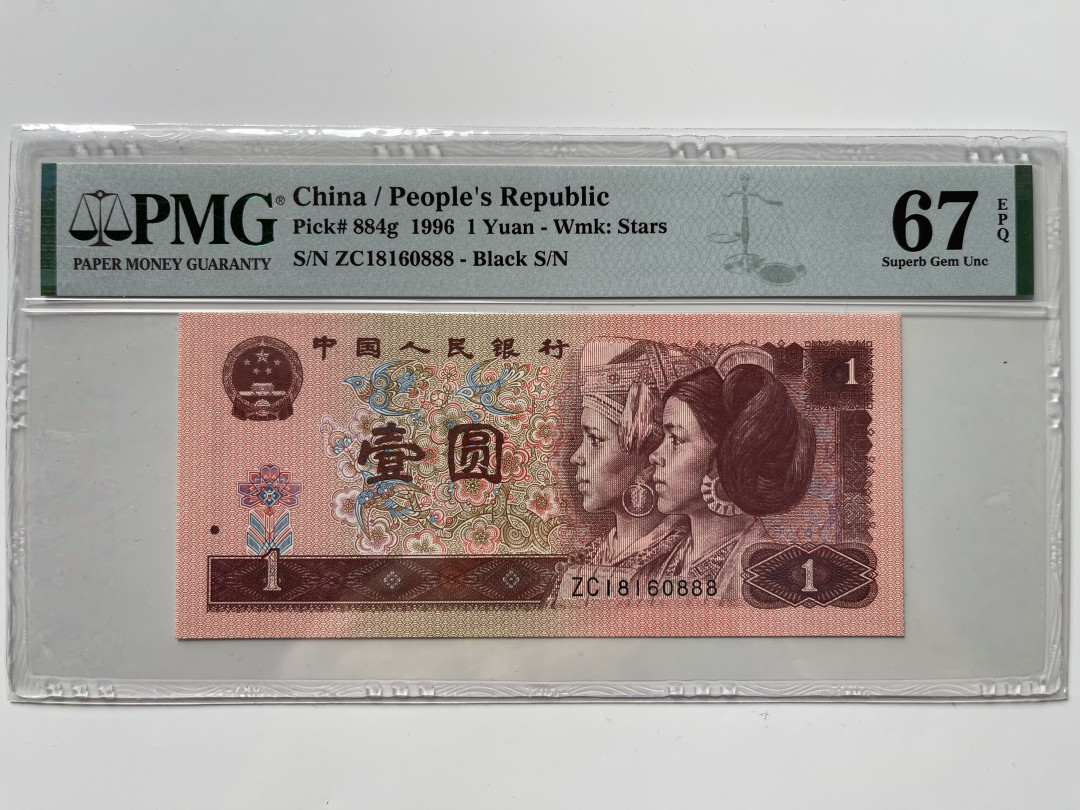 PMG®
PAPER MONEY GUARANTY
China / People's Republic
Pick# 884g 1996 1 Yuan - Wmk: Stars
S/N ZC18160888 - Black S/N
67
EPQ
Superb Gem Unc
中国人民银行
1
壹圆
1
ZC18160888
1